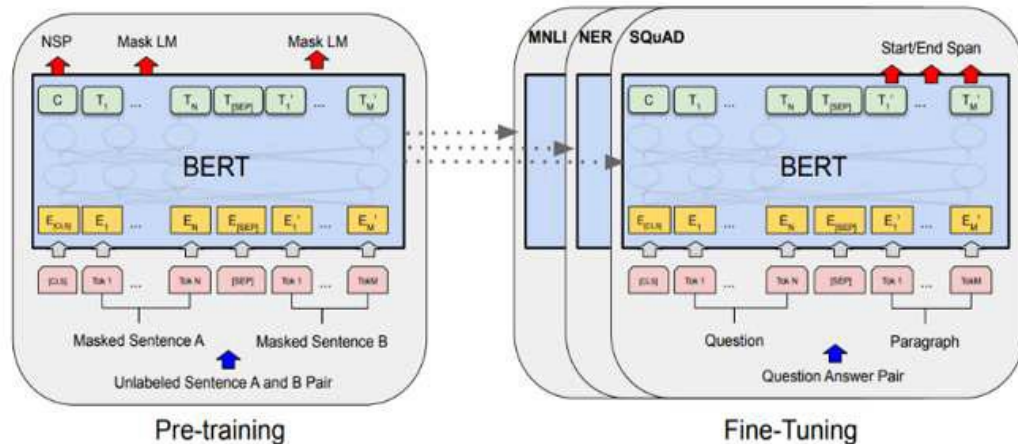 NSP Mask LM Mask LM
C T1 ... TN T[SEP] T1' ... TM'
BERT
E[CLS] E1 ... EN E[SEP] E1' ... EM'
[CLS] Tok 1 ... Tok N [SEP] Tok 1 ... TokM
Masked Sentence A Masked Sentence B
Unlabeled Sentence A and B Pair
Pre-training
MNLI NER SQuAD
Start/End Span
C T1 ... TN T[SEP] T1' ... TM'
BERT
E[CLS] E1 ... EN E[SEP] E1' ... EM'
[CLS] Tok 1 ... Tok N [SEP] Tok 1 ... TokM
Question Paragraph
Question Answer Pair
Fine-Tuning